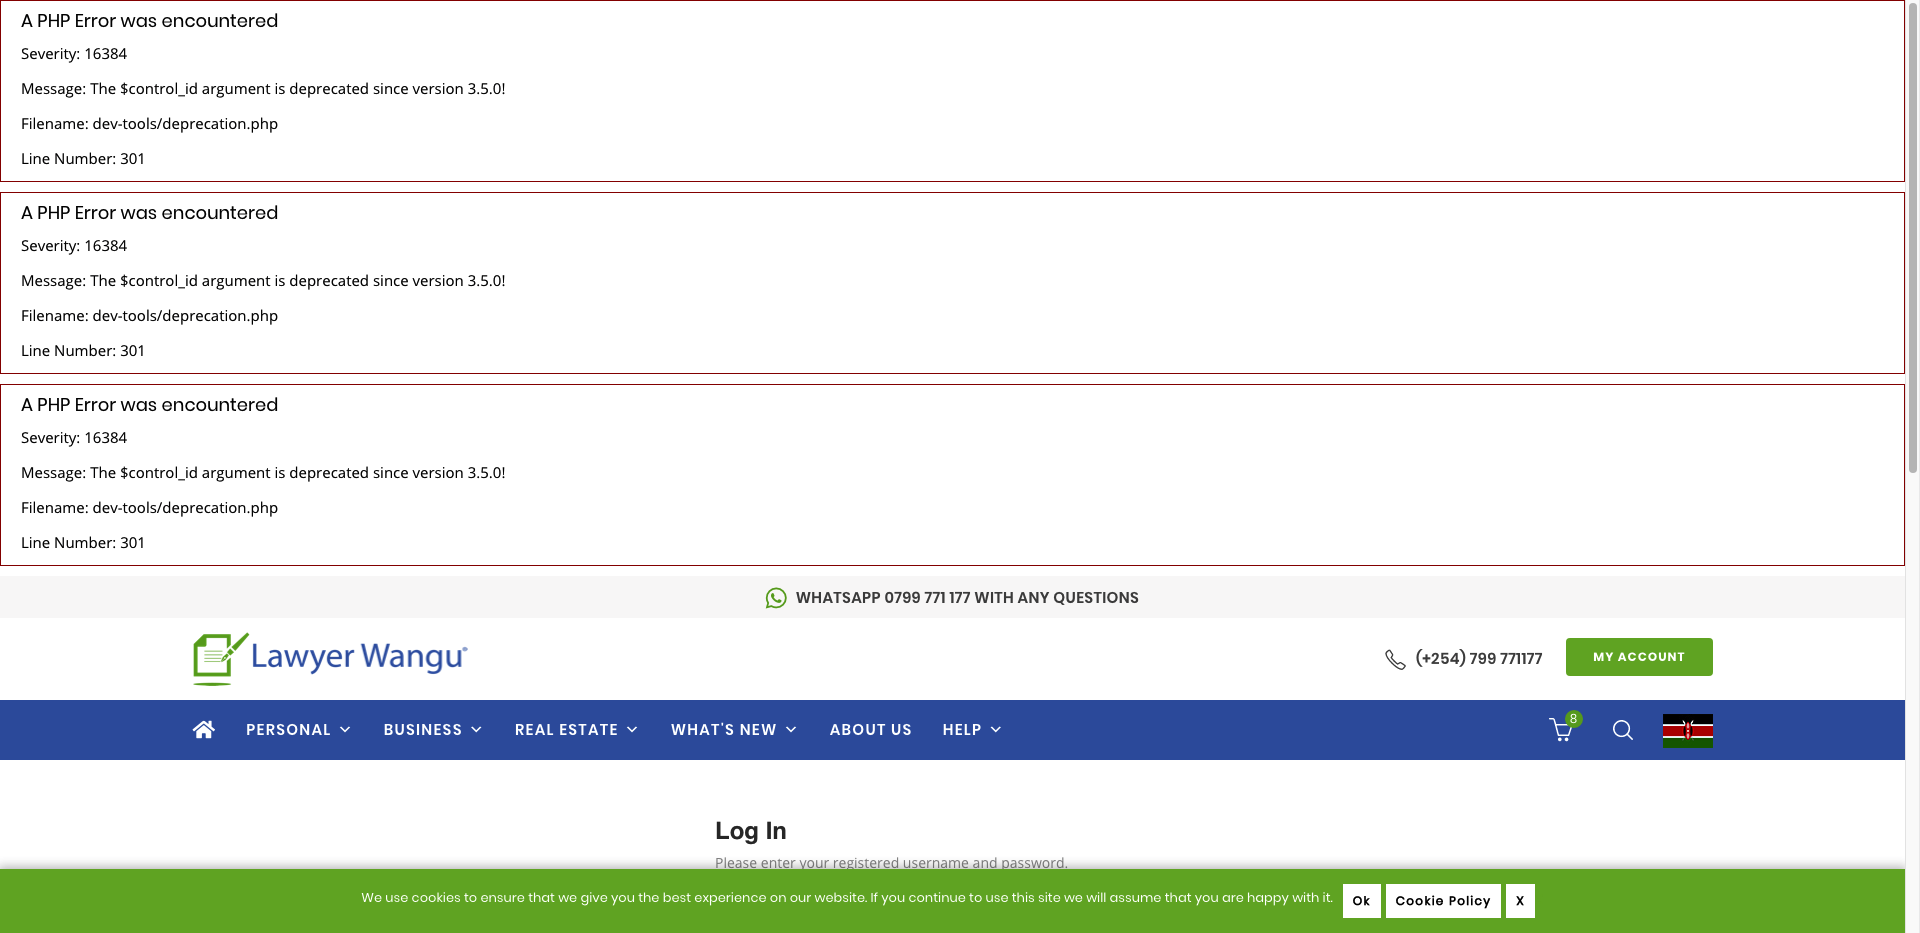 A PHP Error was encountered
Severity: 16384
Message: The $control_id argument is deprecated since version 3.5.0!
Filename: dev-tools/deprecation.php
Line Number: 301
A PHP Error was encountered
Severity: 16384
Message: The $control_id argument is deprecated since version 3.5.0!
Filename: dev-tools/deprecation.php
Line Number: 301
A PHP Error was encountered
Severity: 16384
Message: The $control_id argument is deprecated since version 3.5.0!
Filename: dev-tools/deprecation.php
Line Number: 301
WHATSAPP 0799 771 177 WITH ANY QUESTIONS
Lawyer Wangu
(+254) 799 771177 MY ACCOUNT
PERSONAL BUSINESS REAL ESTATE WHAT'S NEW ABOUT US HELP 8
Log In
Please enter your registered username and password.
We use cookies to ensure that we give you the best experience on our website. If you continue to use this site we will assume that you are happy with it. Ok Cookie Policy X